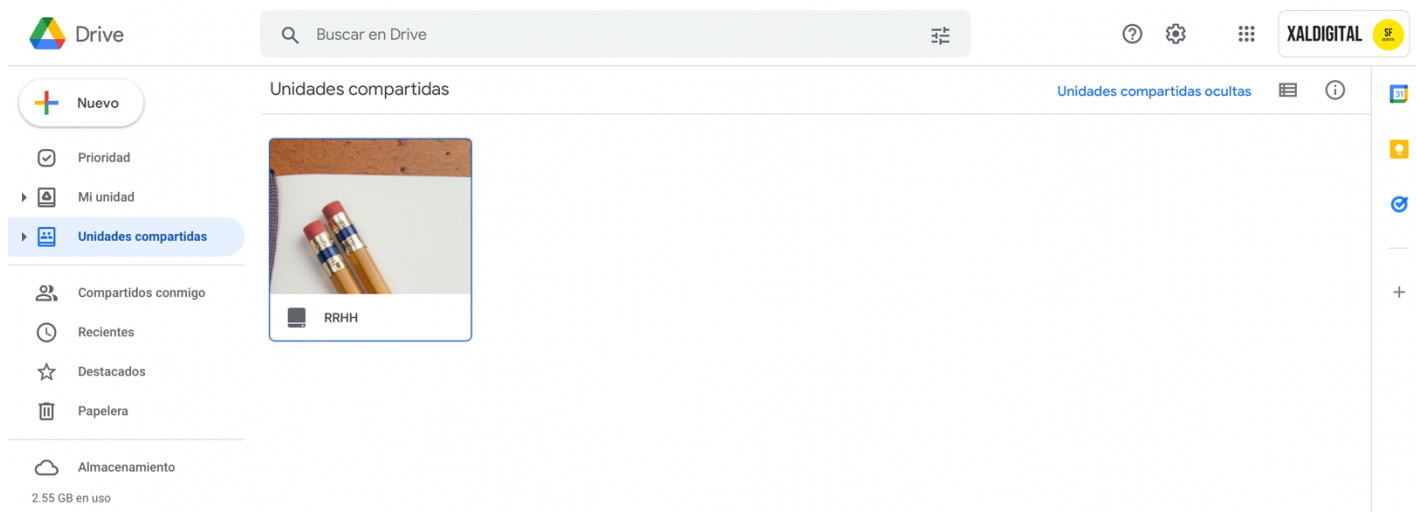 Drive
Buscar en Drive
XALDIGITAL
SF
Nuevo
Unidades compartidas
Unidades compartidas ocultas
31
Prioridad
Mi unidad
Unidades compartidas
Compartidos conmigo
Recientes
Destacados
Papelera
Almacenamiento
2.55 GB en uso
RRHH